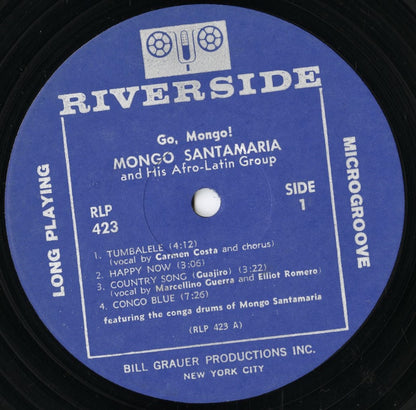 RIVERSIDE
Go, Mongo!
MONGO SANTAMARIA
and His Afro-Latin Group
LONG PLAYING
RLP
423
SIDE
1
MICROGROOVE
1. TUMBALELE (4:12)
(vocal by Carmen Costa and chorus)
2. HAPPY NOW (3:06)
3. COUNTRY SONG (Guajiro) (3:22)
(vocal by Marcellino Guerra and Elliot Romero)
4. CONGO BLUE (7:26)
featuring the conga drums of Mongo Santamaria
(RLP 423 A)
BILL GRAUER PRODUCTIONS INC.
NEW YORK CITY